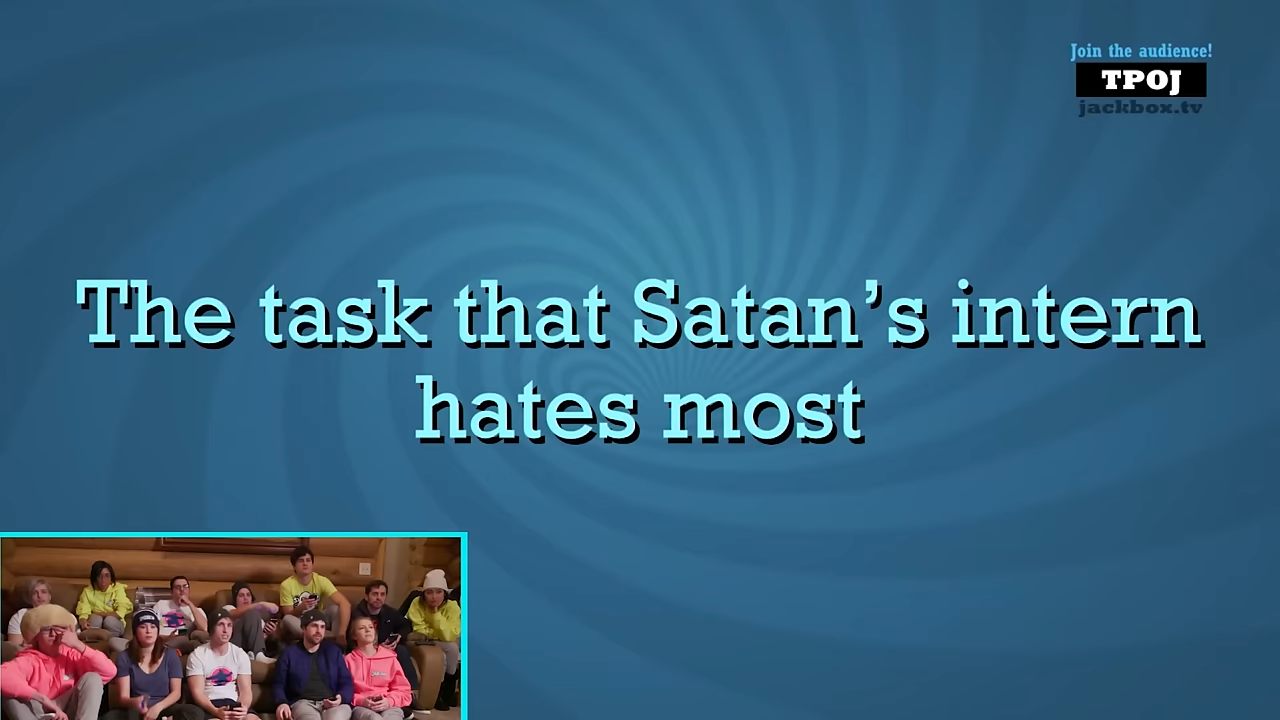 Join the audience!
TPOJ
jackbox.tv
The task that Satan's intern
hates most